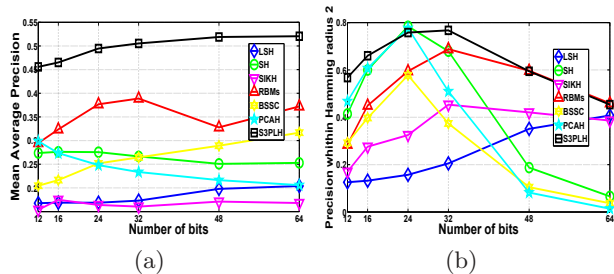 (a)
Mean Average Precision
0.55
0.5
0.45
0.4
0.35
0.3
0.25
0.2
12 16 24 32 48 64
Number of bits
LSH
SH
SIKH
RBMs
BSSC
PCAH
S3PLH
(b)
Precision whithin Hamming radius 2
0.8
0.6
0.4
0.2
0
12 16 24 32 48 64
Number of bits
LSH
SH
SIKH
RBMs
BSSC
PCAH
S3PLH
(a)
(b)